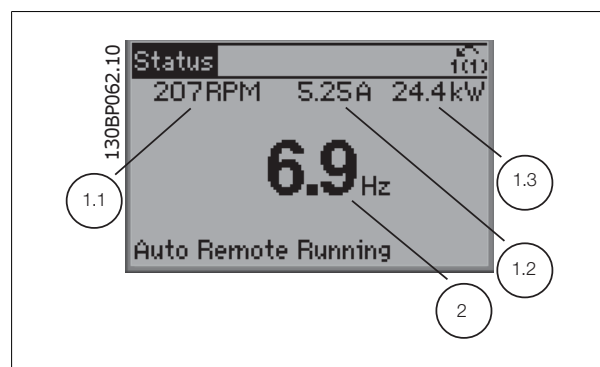 130BP062.10
Status
1(1)
207RPM 5.25A 24.4kW
6.9Hz
Auto Remote Running
1.1
1.3
1.2
2